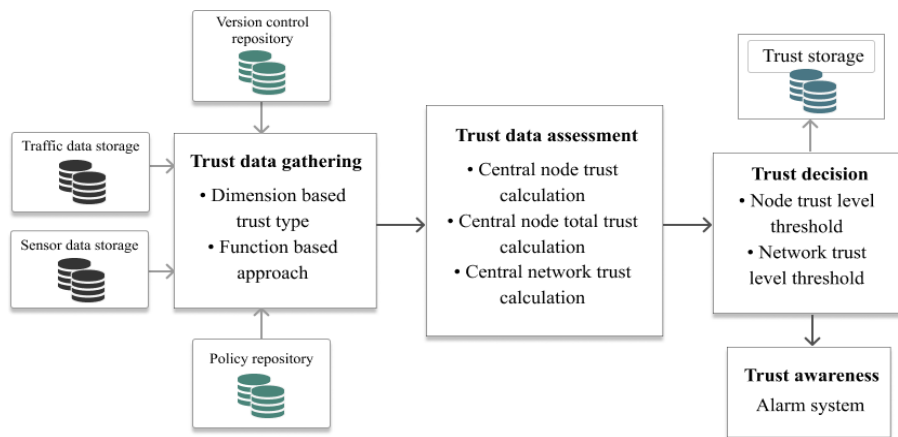 Version control
repository
Traffic data storage
Sensor data storage
Policy repository
Trust data gathering
• Dimension based
trust type
• Function based
approach
Trust data assessment
• Central node trust
calculation
• Central node total trust
calculation
• Central network trust
calculation
Trust storage
Trust decision
• Node trust level
threshold
• Network trust
level threshold
Trust awareness
Alarm system